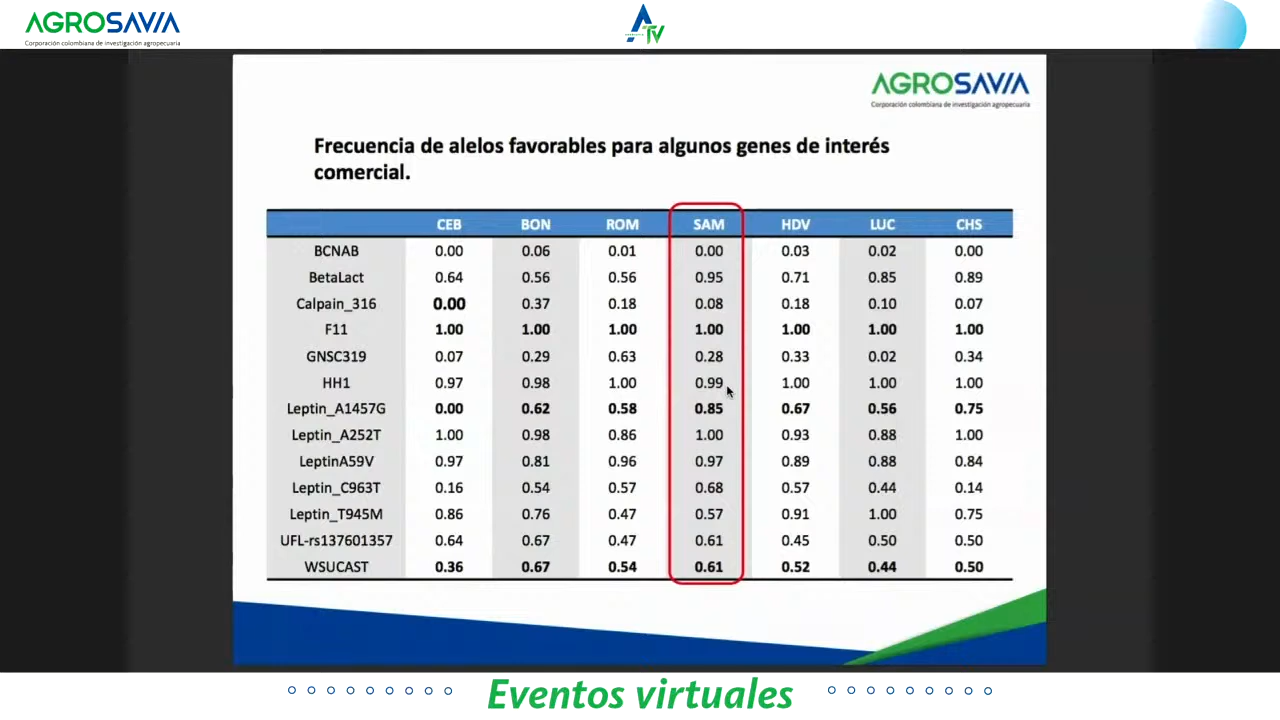 AGROSAVIA
Corporación colombiana de investigación agropecuaria
ATV
AGROSAVIA
Corporación colombiana de investigación agropecuaria
Frecuencia de alelos favorables para algunos genes de interés
comercial.
CEB BON ROM SAM HDV LUC CHS
BCNAB 0.00 0.06 0.01 0.00 0.03 0.02 0.00
BetaLact 0.64 0.56 0.56 0.95 0.71 0.85 0.89
Calpain_316 0.00 0.37 0.18 0.08 0.18 0.10 0.07
F11 1.00 1.00 1.00 1.00 1.00 1.00 1.00
GNSC319 0.07 0.29 0.63 0.28 0.33 0.02 0.34
HH1 0.97 0.98 1.00 0.99 1.00 1.00 1.00
Leptin_A1457G 0.00 0.62 0.58 0.85 0.67 0.56 0.75
Leptin_A252T 1.00 0.98 0.86 1.00 0.93 0.88 1.00
LeptinA59V 0.97 0.81 0.96 0.97 0.89 0.88 0.84
Leptin_C963T 0.16 0.54 0.57 0.68 0.57 0.44 0.14
Leptin_T945M 0.86 0.76 0.47 0.57 0.91 1.00 0.75
UFL-rs137601357 0.64 0.67 0.47 0.61 0.45 0.50 0.50
WSUCAST 0.36 0.67 0.54 0.61 0.52 0.44 0.50
Eventos virtuales